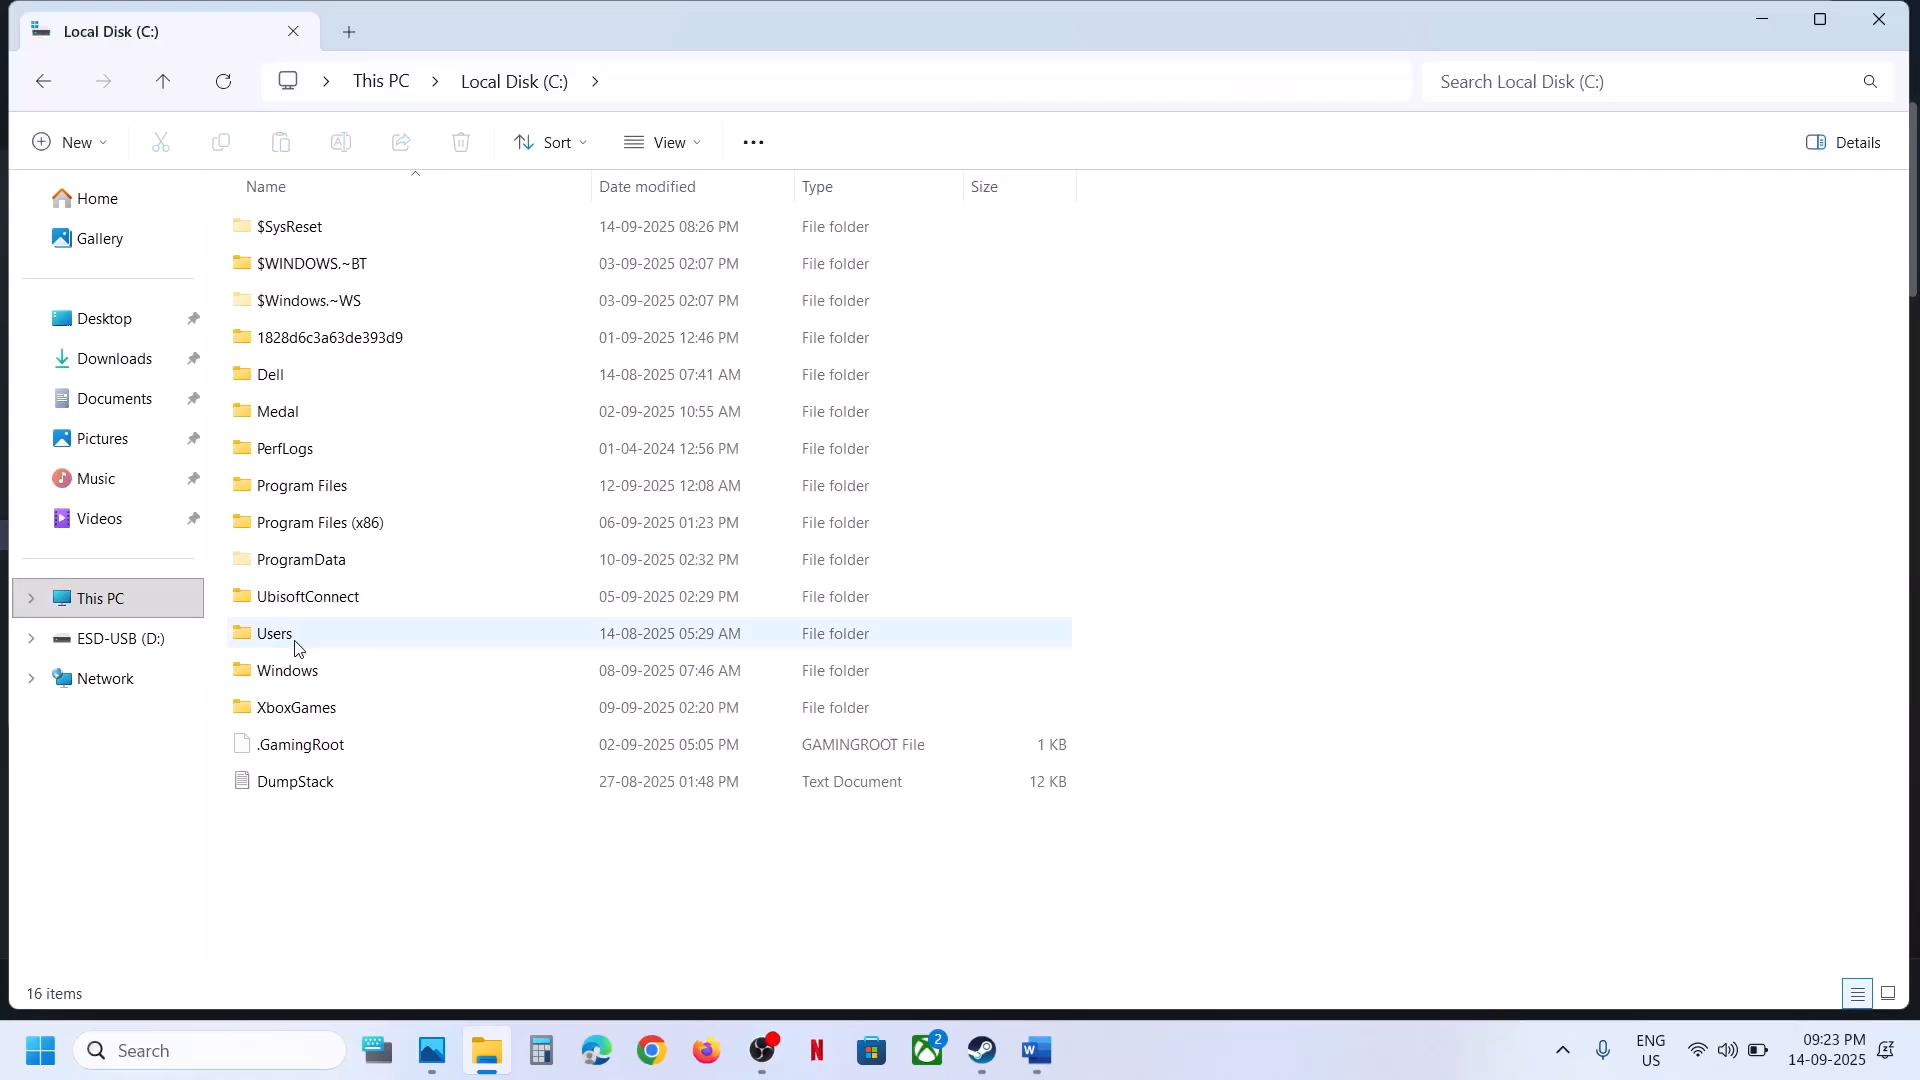 Local Disk (C:)
This PC
Local Disk (C:)
Search Local Disk (C:)
New
Sort
View
Details
Name
Date modified
Type
Size
Home
Gallery
Desktop
Downloads
Documents
Pictures
Music
Videos
This PC
ESD-USB (D:)
Network
$SysReset 14-09-2025 08:26 PM File folder
$WINDOWS.~BT 03-09-2025 02:07 PM File folder
$Windows.~WS 03-09-2025 02:07 PM File folder
1828d6c3a63de393d9 01-09-2025 12:46 PM File folder
Dell 14-08-2025 07:41 AM File folder
Medal 02-09-2025 10:55 AM File folder
PerfLogs 01-04-2024 12:56 PM File folder
Program Files 12-09-2025 12:08 AM File folder
Program Files (x86) 06-09-2025 01:23 PM File folder
ProgramData 10-09-2025 02:32 PM File folder
UbisoftConnect 05-09-2025 02:29 PM File folder
Users 14-08-2025 05:29 AM File folder
Windows 08-09-2025 07:46 AM File folder
XboxGames 09-09-2025 02:20 PM File folder
.GamingRoot 02-09-2025 05:05 PM GAMINGROOT File 1 KB
DumpStack 27-08-2025 01:48 PM Text Document 12 KB
16 items
Search
2
ENG
US
09:23 PM
14-09-2025